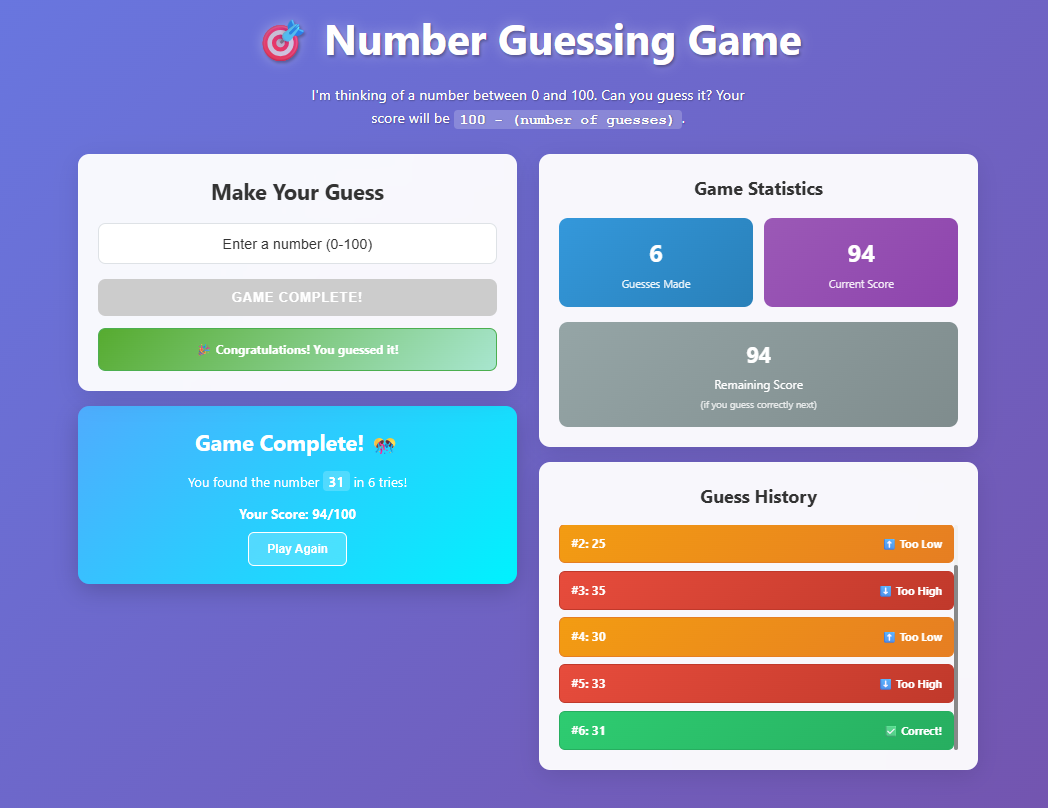 Number Guessing Game
I'm thinking of a number between 0 and 100. Can you guess it? Your
score will be 100 - (number of guesses).
Make Your Guess
Enter a number (0-100)
GAME COMPLETE!
Congratulations! You guessed it!
Game Complete!
You found the number 31 in 6 tries!
Your Score: 94/100
Play Again
Game Statistics
6
Guesses Made
94
Current Score
94
Remaining Score
(if you guess correctly next)
Guess History
#2: 25 Too Low
#3: 35 Too High
#4: 30 Too Low
#5: 33 Too High
#6: 31 Correct!